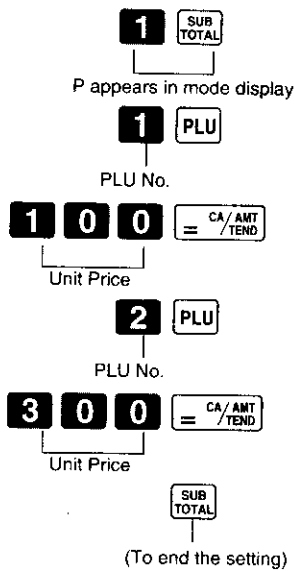 1 SUB TOTAL
P appears in mode display
1 PLU
PLU No.
1 0 0 = CA/AMT TEND
Unit Price
2 PLU
PLU No.
3 0 0 = CA/AMT TEND
Unit Price
SUB TOTAL
(To end the setting)